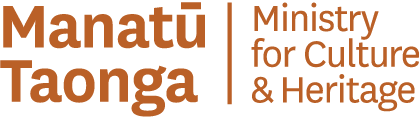 Manatū
Taonga
Ministry
for Culture
& Heritage